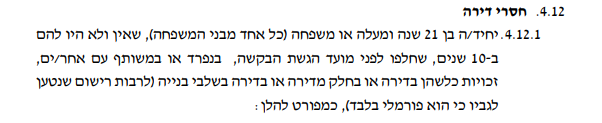 4.12. חסרי דירה
4.12.1 יחיד/ה בן 21 שנה ומעלה או משפחה (כל אחד מבני המשפחה), שאין ולא היו להם
ב-10 שנים, שחלפו לפני מועד הגשת הבקשה, בנפרד או במשותף עם אחר/ים,
זכויות כלשהן בדירה או בחלק מדירה או בדירה בשלבי בנייה (לרבות רישום שנטען
לגביו כי הוא פורמלי בלבד), כמפורט להלן: